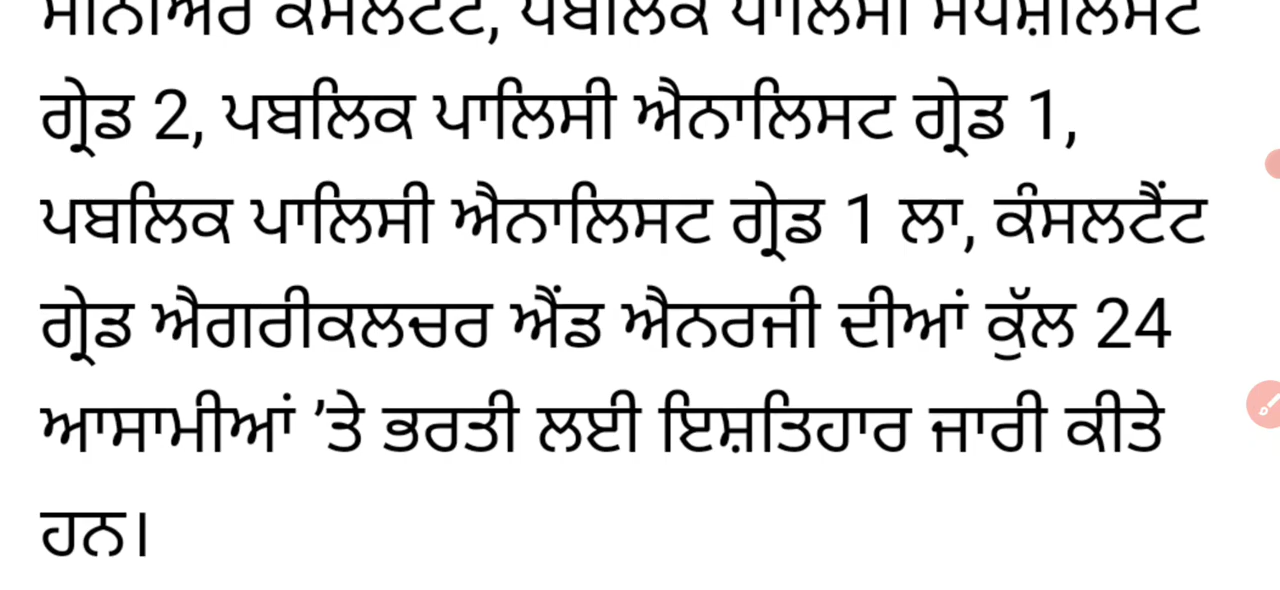 ਗ੍ਰੇਡ 2, ਪਬਲਿਕ ਪਾਲਿਸੀ ਐਨਾਲਿਸਟ ਗ੍ਰੇਡ 1,
ਪਬਲਿਕ ਪਾਲਿਸੀ ਐਨਾਲਿਸਟ ਗ੍ਰੇਡ 1 ਲਾ, ਕੰਸਲਟੈਂਟ
ਗ੍ਰੇਡ ਐਗਰੀਕਲਚਰ ਐਂਡ ਐਨਰਜੀ ਦੀਆਂ ਕੁੱਲ 24
ਆਸਾਮੀਆਂ ’ਤੇ ਭਰਤੀ ਲਈ ਇਸ਼ਤਿਹਾਰ ਜਾਰੀ ਕੀਤੇ
ਹਨ।